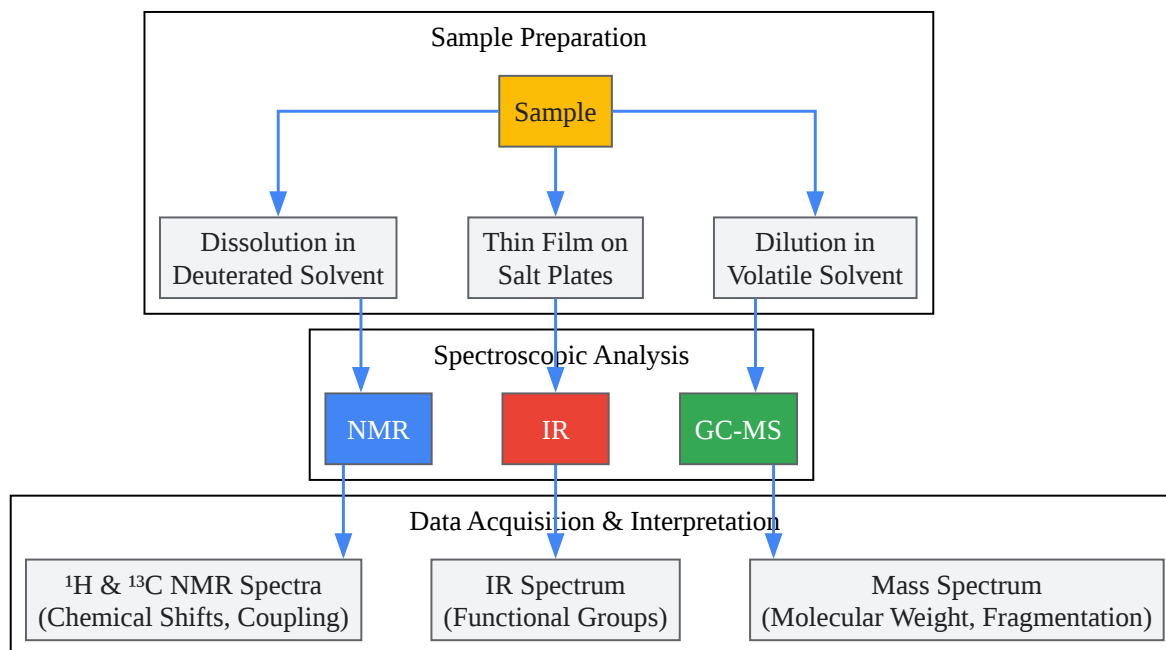 Sample Preparation
Sample
Dissolution in
Deuterated Solvent
Thin Film on
Salt Plates
Dilution in
Volatile Solvent
Spectroscopic Analysis
NMR
IR
GC-MS
Data Acquisition & Interpretation
¹H & ¹³C NMR Spectra
(Chemical Shifts, Coupling)
IR Spectrum
(Functional Groups)
Mass Spectrum
(Molecular Weight, Fragmentation)